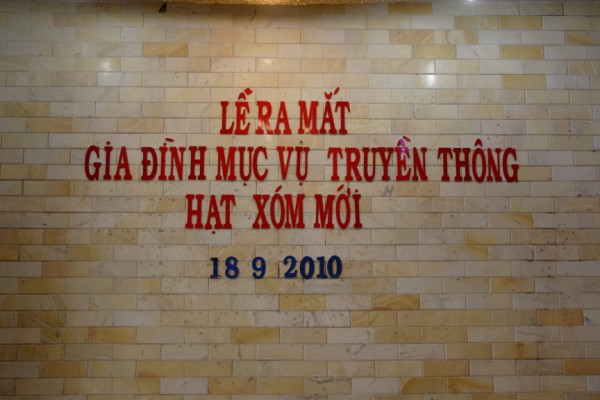 LỄ RA MẮT
GIA ĐÌNH MỤC VỤ TRUYỀN THÔNG
HẠT XÓM MỚI
18 9 2010